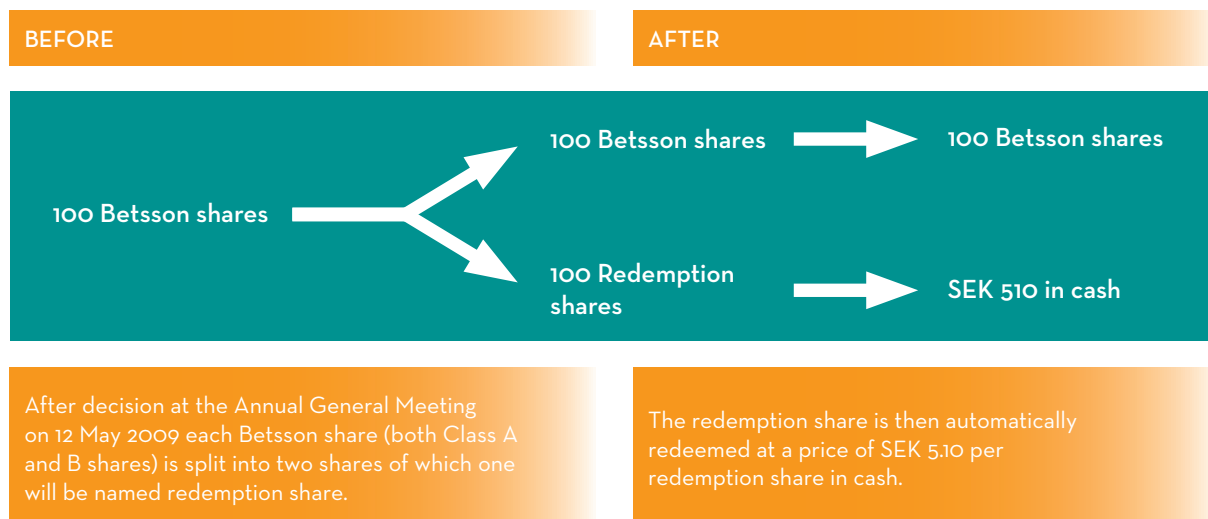 BEFORE
AFTER
100 Betsson shares
100 Betsson shares
100 Betsson shares
100 Redemption
shares
SEK 510 in cash
After decision at the Annual General Meeting
on 12 May 2009 each Betsson share (both Class A
and B shares) is split into two shares of which one
will be named redemption share.
The redemption share is then automatically
redeemed at a price of SEK 5.10 per
redemption share in cash.